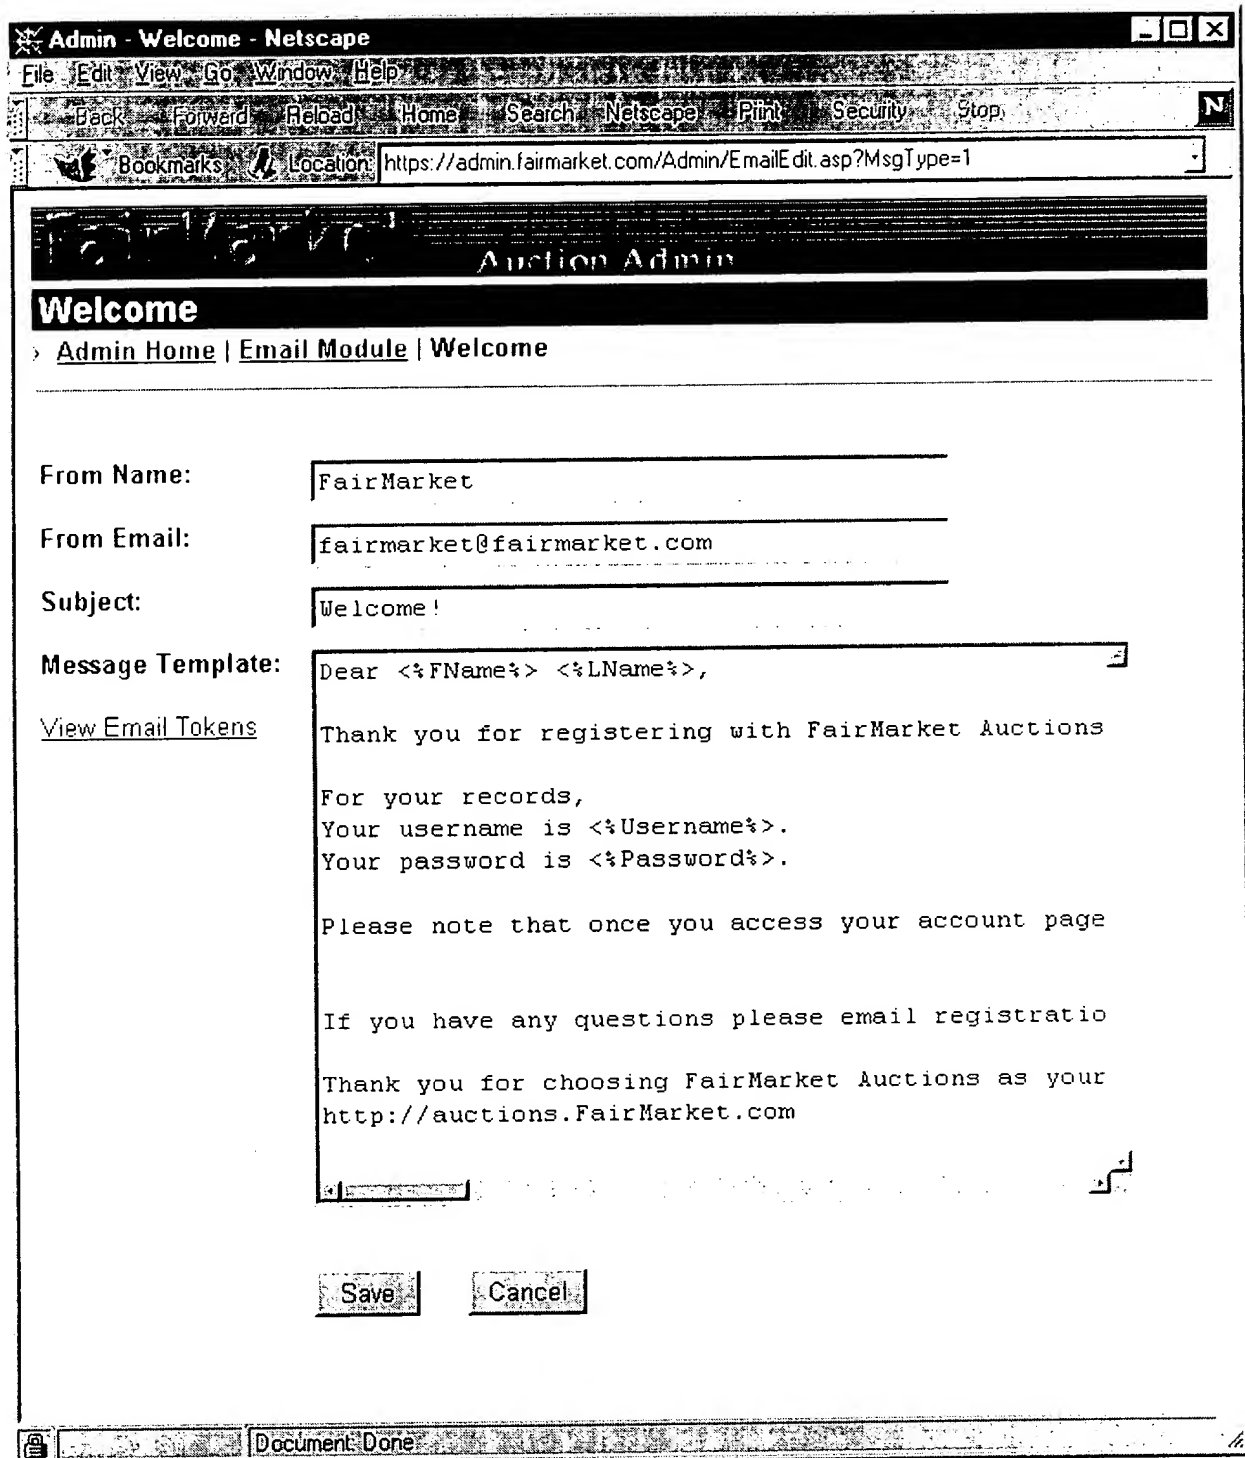 Admin - Welcome - Netscape
File Edit View Go Window Help
Back Forward Reload Home Search Netscape Print Security Stop
N
Bookmarks Location: https://admin.fairmarket.com/Admin/EmailEdit.asp?MsgType=1
Auction Admin
Welcome
› Admin Home | Email Module | Welcome
From Name: FairMarket
From Email: fairmarket@fairmarket.com
Subject: Welcome!
Message Template: Dear <%FName%> <%LName%>,
View Email Tokens Thank you for registering with FairMarket Auctions
For your records,
Your username is <%Username%>.
Your password is <%Password%>.
Please note that once you access your account page
If you have any questions please email registratio
Thank you for choosing FairMarket Auctions as your
http://auctions.FairMarket.com
Save Cancel
Document: Done